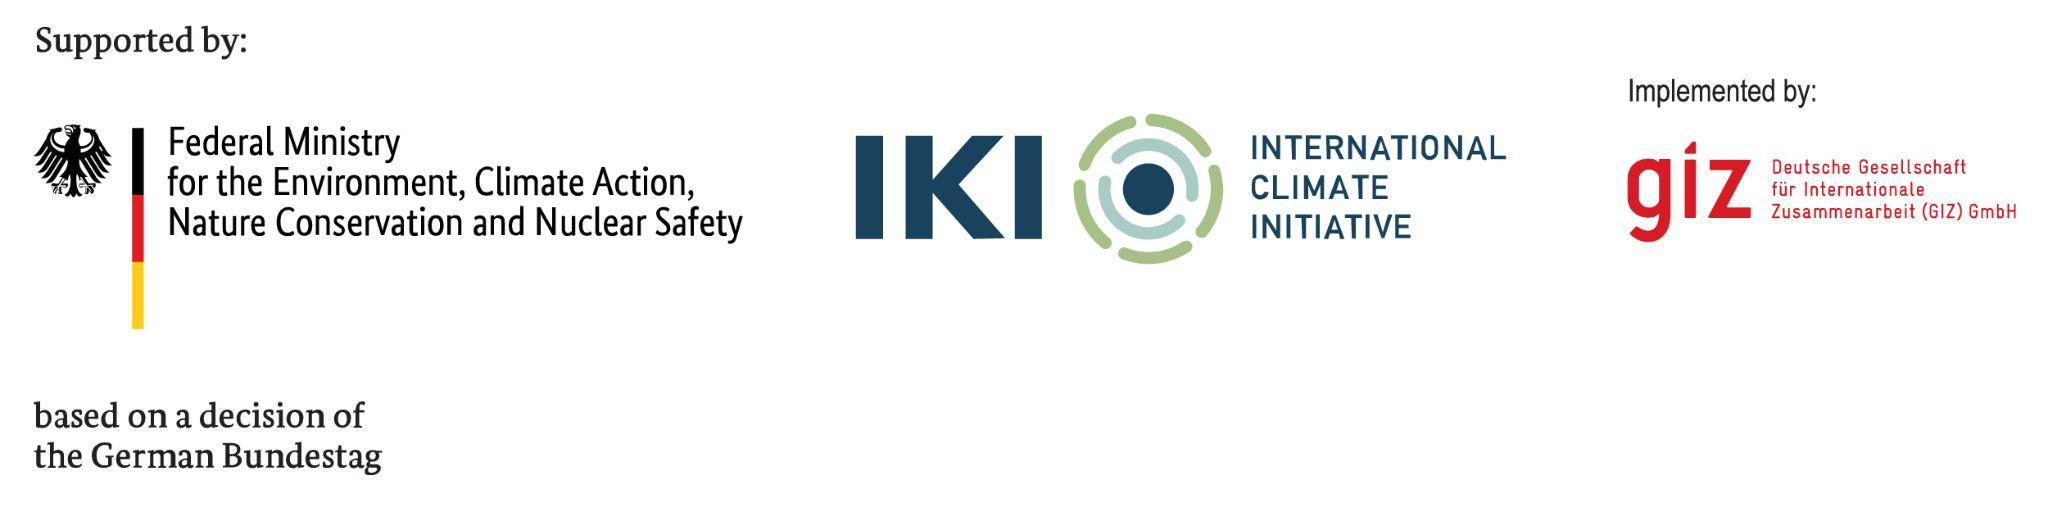 Supported by:
Federal Ministry
for the Environment, Climate Action,
Nature Conservation and Nuclear Safety
based on a decision of
the German Bundestag
IKI
INTERNATIONAL
CLIMATE
INITIATIVE
Implemented by:
giz
Deutsche Gesellschaft
für Internationale
Zusammenarbeit (GIZ) GmbH